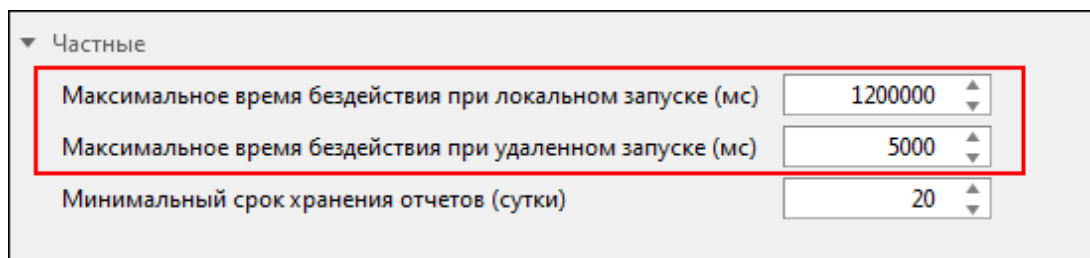 Частные
Максимальное время бездействия при локальном запуске (мс) 1200000
Максимальное время бездействия при удаленном запуске (мс) 5000
Минимальный срок хранения отчетов (сутки) 20